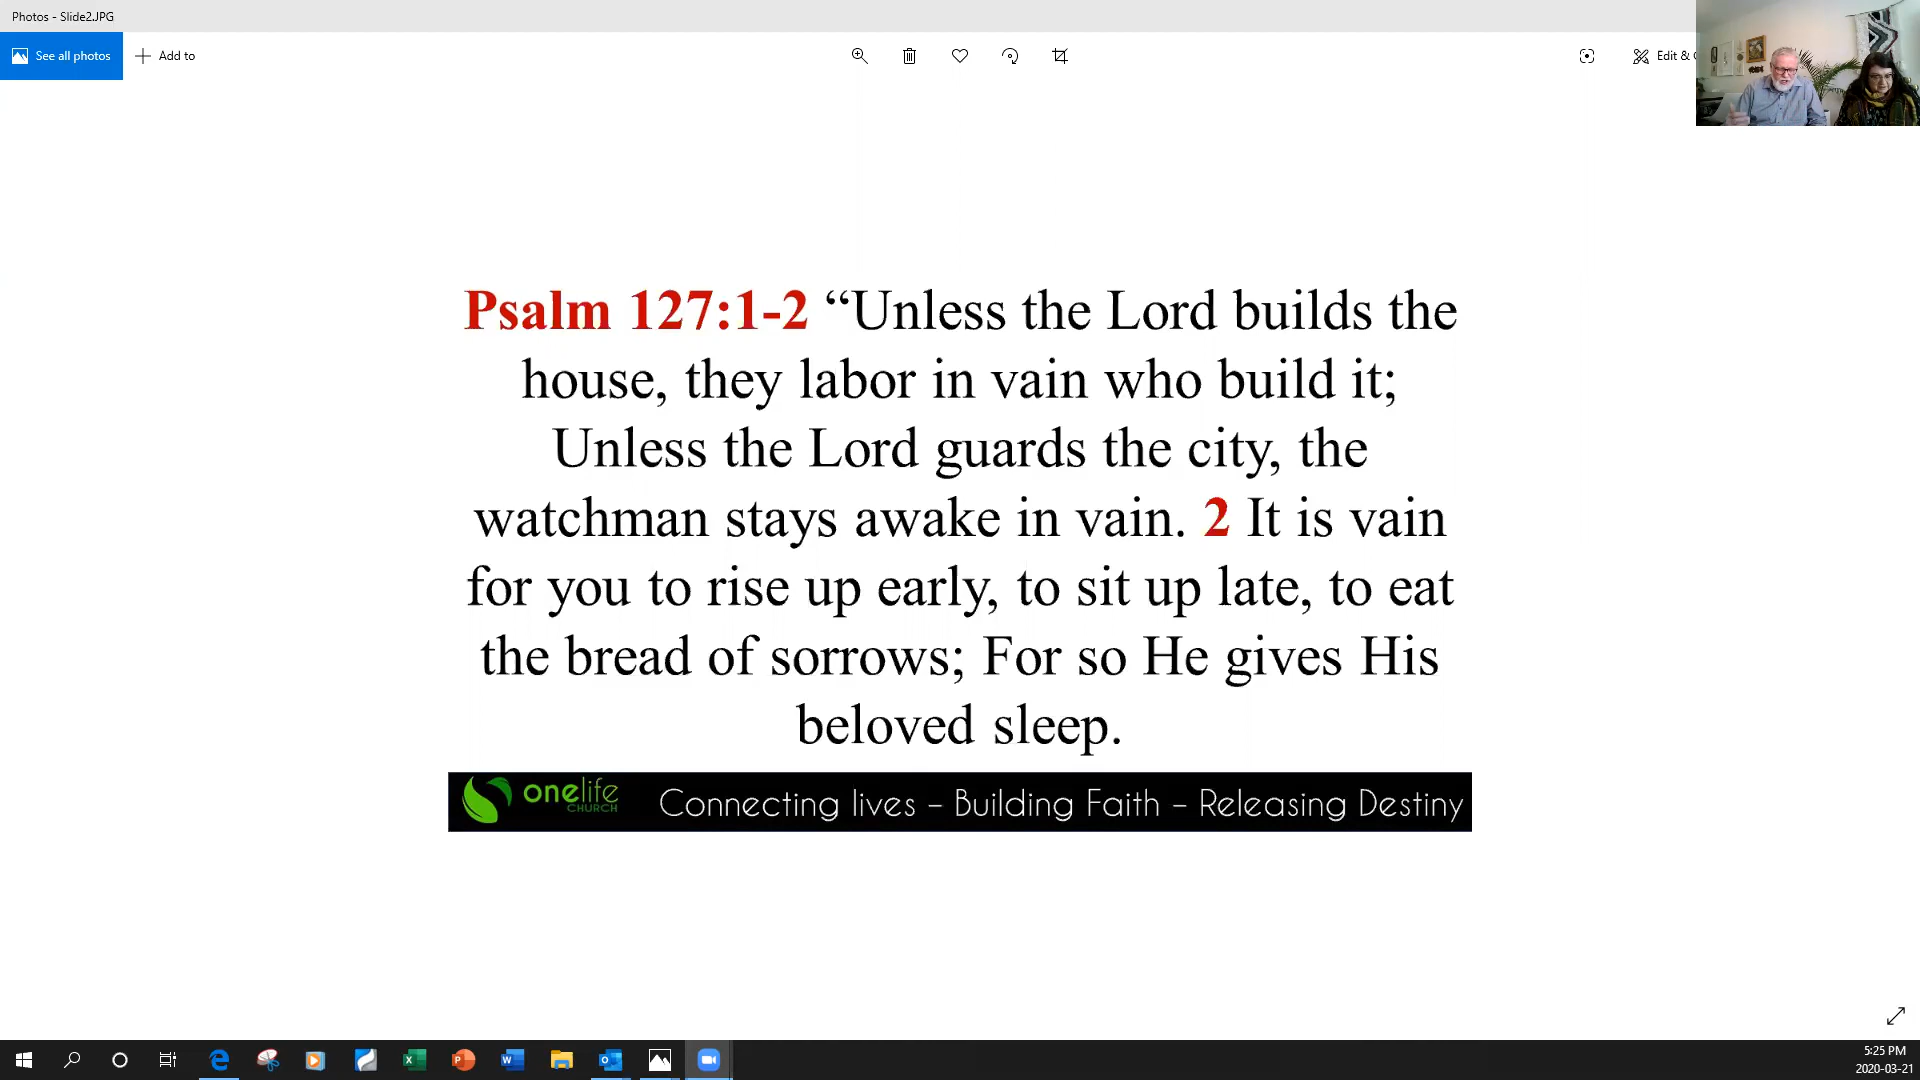 Photos - Slide2.JPG
See all photos
Add to
Edit &
Psalm 127:1-2 “Unless the Lord builds the
house, they labor in vain who build it;
Unless the Lord guards the city, the
watchman stays awake in vain. 2 It is vain
for you to rise up early, to sit up late, to eat
the bread of sorrows; For so He gives His
beloved sleep.
onelife
CHURCH
Connecting lives – Building Faith – Releasing Destiny
5:25 PM
2020-03-21